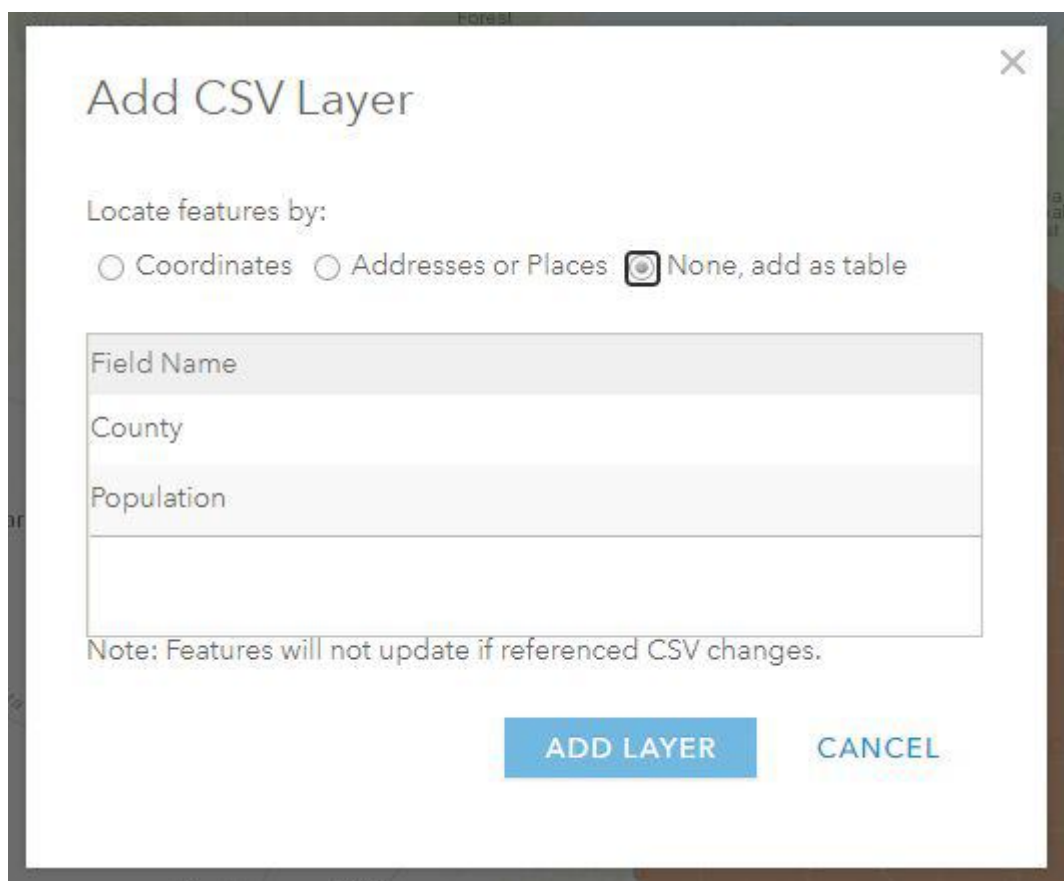 Forest
Add CSV Layer
Locate features by:
Coordinates Addresses or Places None, add as table
Field Name
County
Population
Note: Features will not update if referenced CSV changes.
ADD LAYER CANCEL